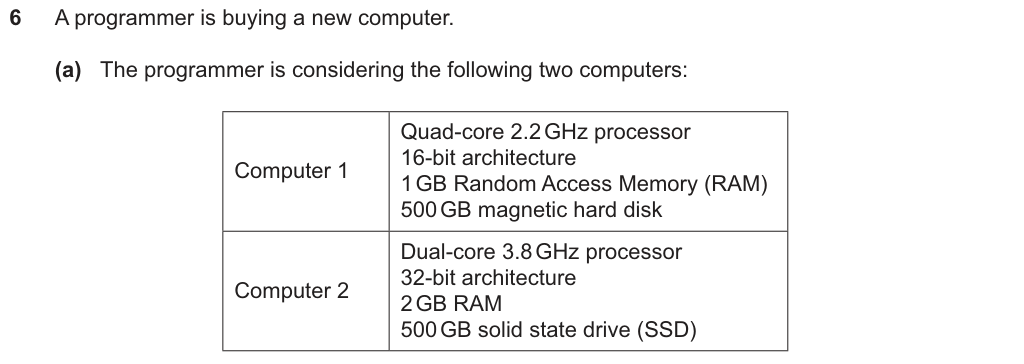 6 A programmer is buying a new computer.
(a) The programmer is considering the following two computers:
Computer 1
Quad-core 2.2 GHz processor
16-bit architecture
1 GB Random Access Memory (RAM)
500 GB magnetic hard disk
Computer 2
Dual-core 3.8 GHz processor
32-bit architecture
2 GB RAM
500 GB solid state drive (SSD)